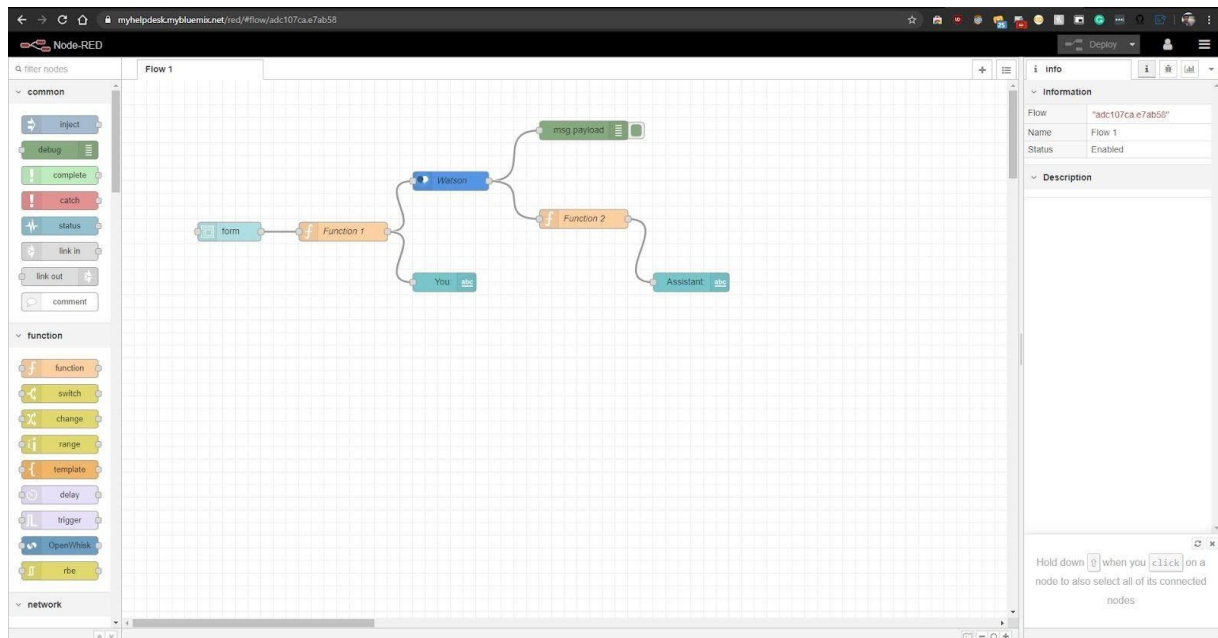 myhelpdesk.mybluemix.net/red/#flow/adc107ca.e7ab58
Node-RED
Deploy
filter nodes
common
inject
debug
complete
catch
status
link in
link out
comment
function
function
switch
change
range
template
delay
trigger
OpenWhisk
rbe
network
Flow 1
form
Function 1
Watson
You: abc
msg.payload
Function 2
Assistant: abc
i info
i
Information
Flow "adc107ca.e7ab58"
Name Flow 1
Status Enabled
Description
Hold down ⇧ when you click on a
node to also select all of its connected
nodes